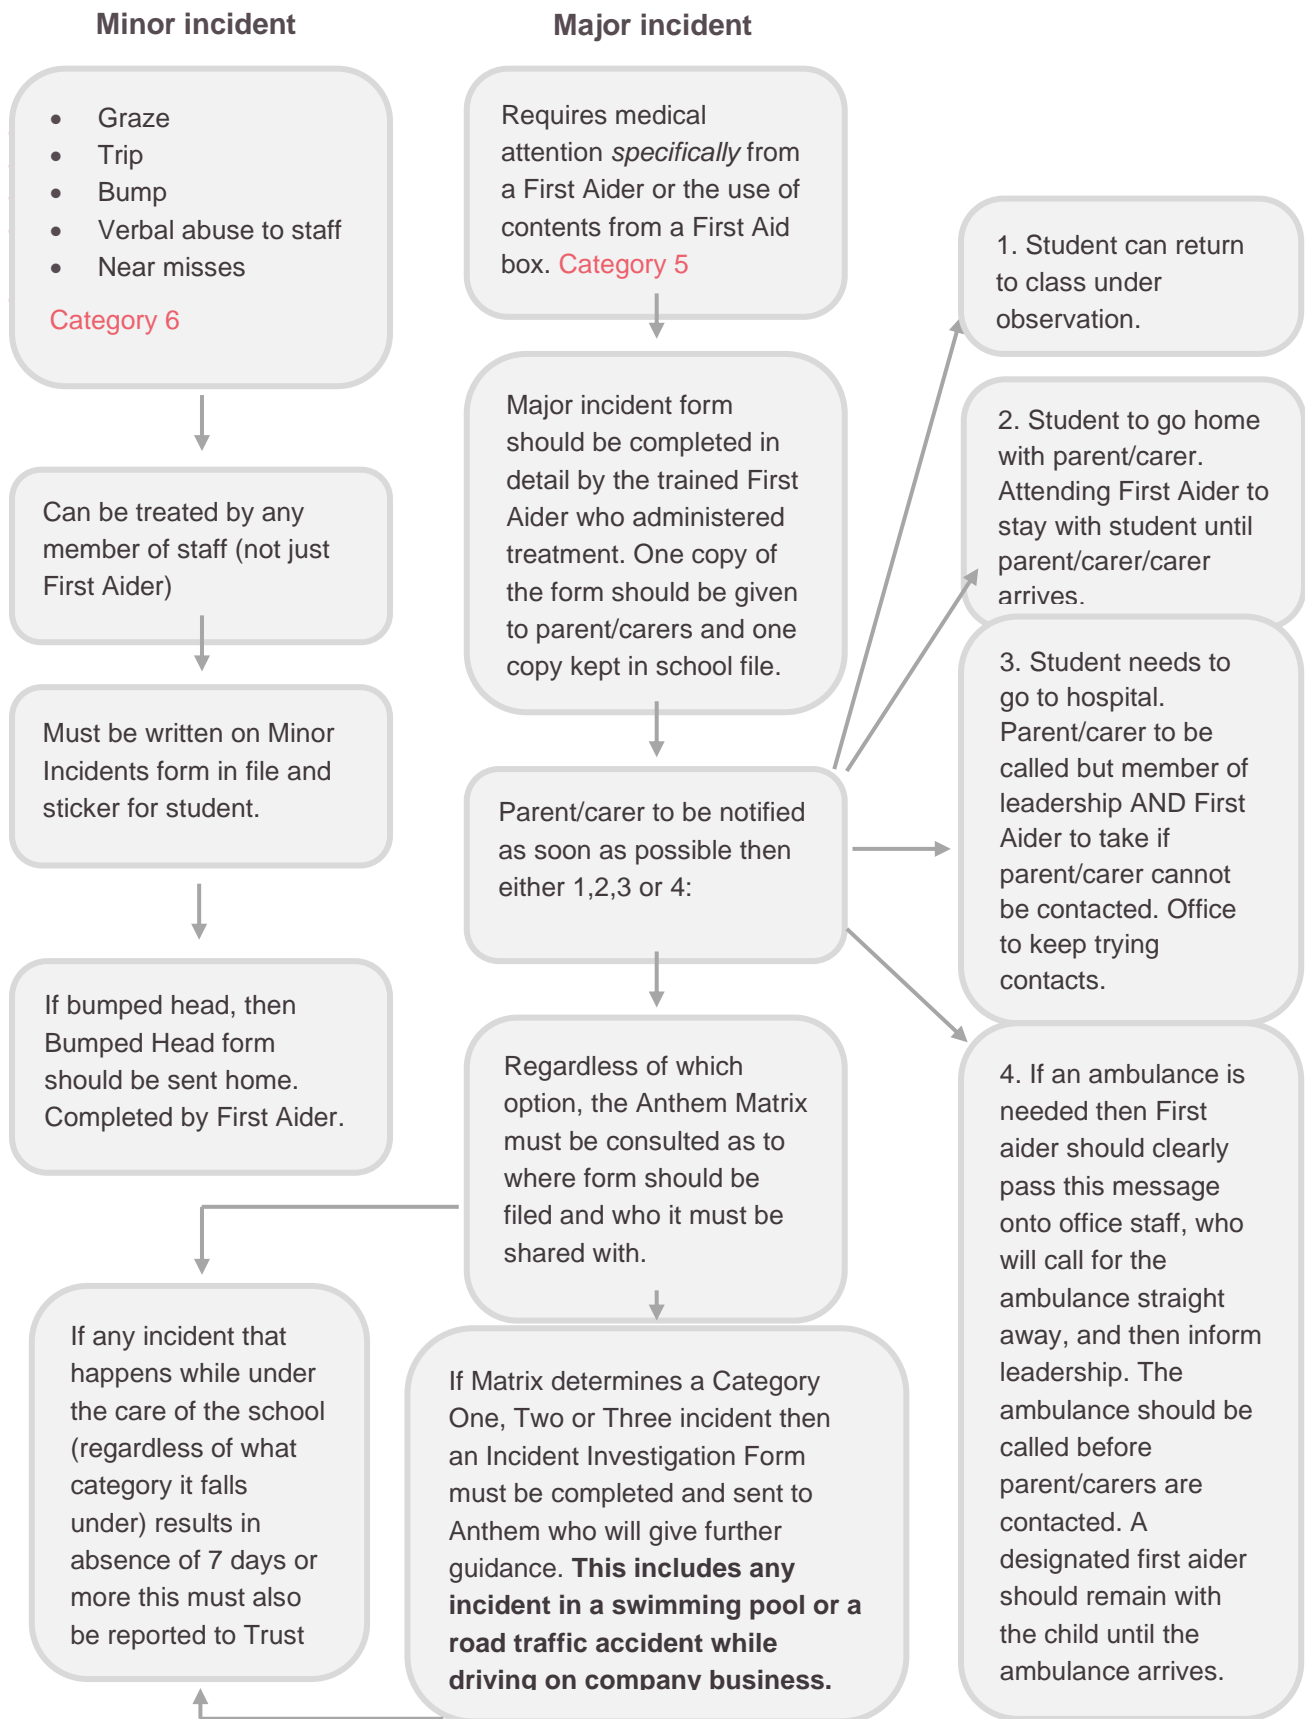 Minor incident
Major incident
• Graze
• Trip
• Bump
• Verbal abuse to staff
• Near misses
Category 6
Can be treated by any
member of staff (not just
First Aider)
Must be written on Minor
Incidents form in file and
sticker for student.
If bumped head, then
Bumped Head form
should be sent home.
Completed by First Aider.
If any incident that
happens while under
the care of the school
(regardless of what
category it falls
under) results in
absence of 7 days or
more this must also
be reported to Trust
Requires medical
attention specifically from
a First Aider or the use of
contents from a First Aid
box. Category 5
Major incident form
should be completed in
detail by the trained First
Aider who administered
treatment. One copy of
the form should be given
to parent/carers and one
copy kept in school file.
Parent/carer to be notified
as soon as possible then
either 1,2,3 or 4:
Regardless of which
option, the Anthem Matrix
must be consulted as to
where form should be
filed and who it must be
shared with.
If Matrix determines a Category
One, Two or Three incident then
an Incident Investigation Form
must be completed and sent to
Anthem who will give further
guidance. This includes any
incident in a swimming pool or a
road traffic accident while
driving on company business.
1. Student can return
to class under
observation.
2. Student to go home
with parent/carer.
Attending First Aider to
stay with student until
parent/carer/carer
arrives.
3. Student needs to
go to hospital.
Parent/carer to be
called but member of
leadership AND First
Aider to take if
parent/carer cannot
be contacted. Office
to keep trying
contacts.
4. If an ambulance is
needed then First
aider should clearly
pass this message
onto office staff, who
will call for the
ambulance straight
away, and then inform
leadership. The
ambulance should be
called before
parent/carers are
contacted. A
designated first aider
should remain with
the child until the
ambulance arrives.